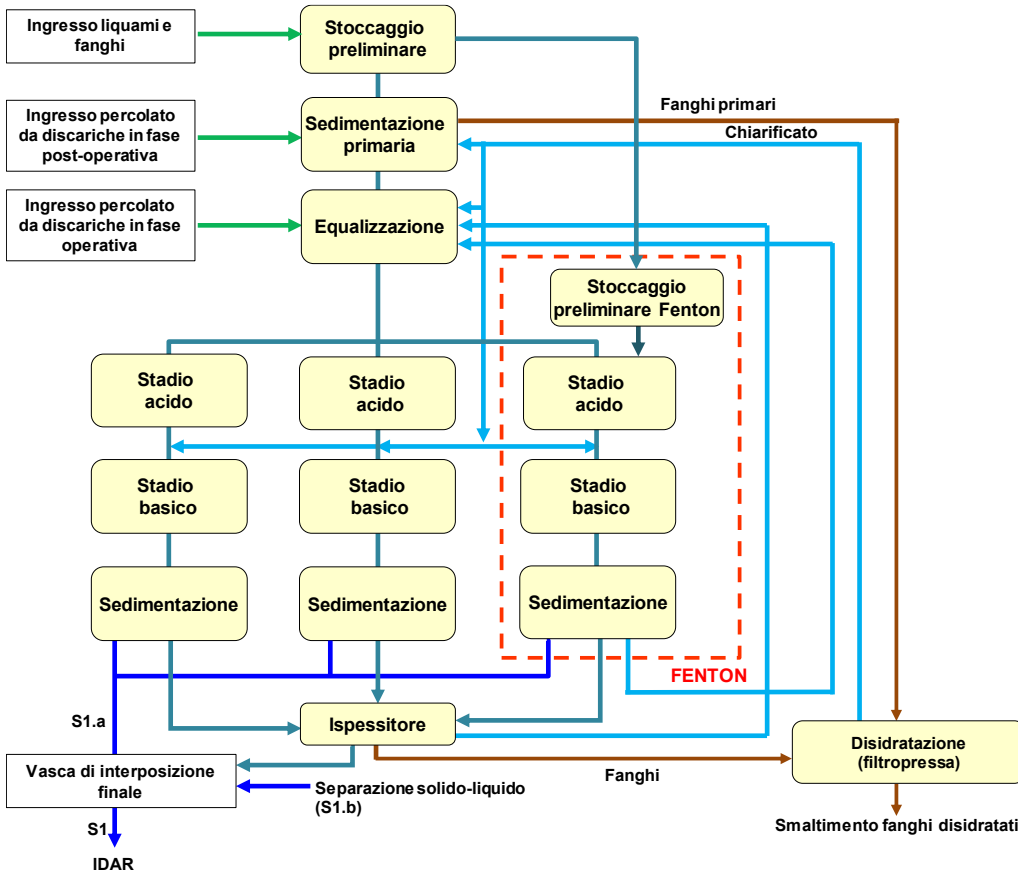 Ingresso liquami e
fanghi
Stoccaggio
preliminare
Ingresso percolato
da discariche in fase
post-operativa
Sedimentazione
primaria
Fanghi primari
Chiarificato
Ingresso percolato
da discariche in fase
operativa
Equalizzazione
Stoccaggio
preliminare Fenton
Stadio
acido
Stadio
acido
Stadio
acido
Stadio
basico
Stadio
basico
Stadio
basico
Sedimentazione
Sedimentazione
Sedimentazione
FENTON
S1.a
Ispessitore
Disidratazione
(filtropressa)
Vasca di interposizione
finale
Fanghi
Separazione solido-liquido
(S1.b)
S1
Smaltimento fanghi disidratati
IDAR